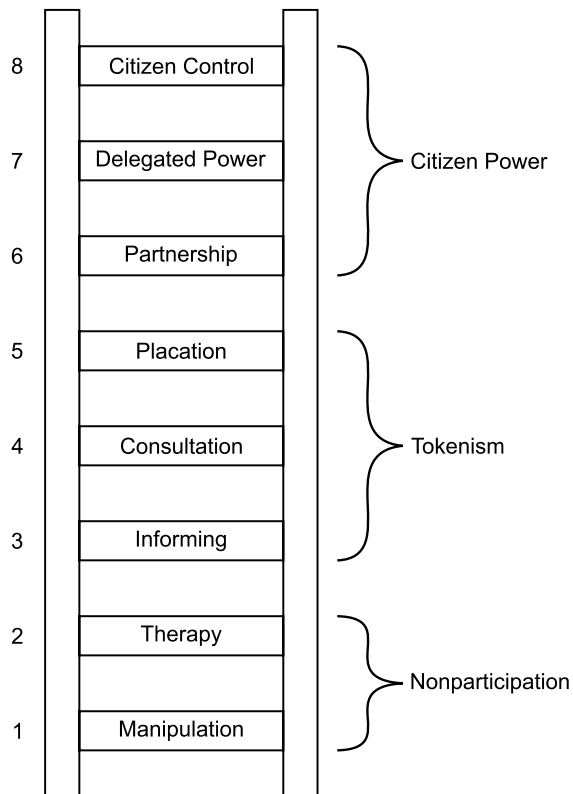 8 Citizen Control
7 Delegated Power Citizen Power
6 Partnership
5 Placation
4 Consultation Tokenism
3 Informing
2 Therapy
Nonparticipation
1 Manipulation